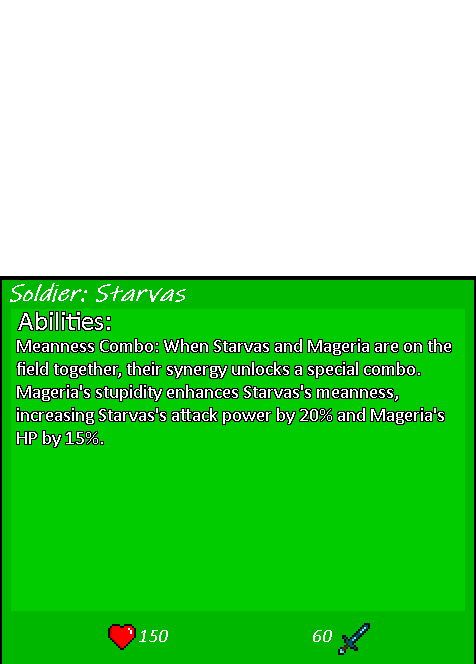 Soldier: Starvas
Abilities:
Meanness Combo: When Starvas and Mageria are on the
field together, their synergy unlocks a special combo.
Mageria's stupidity enhances Starvas's meanness,
increasing Starvas's attack power by 20% and Mageria's
HP by 15%.
150
60